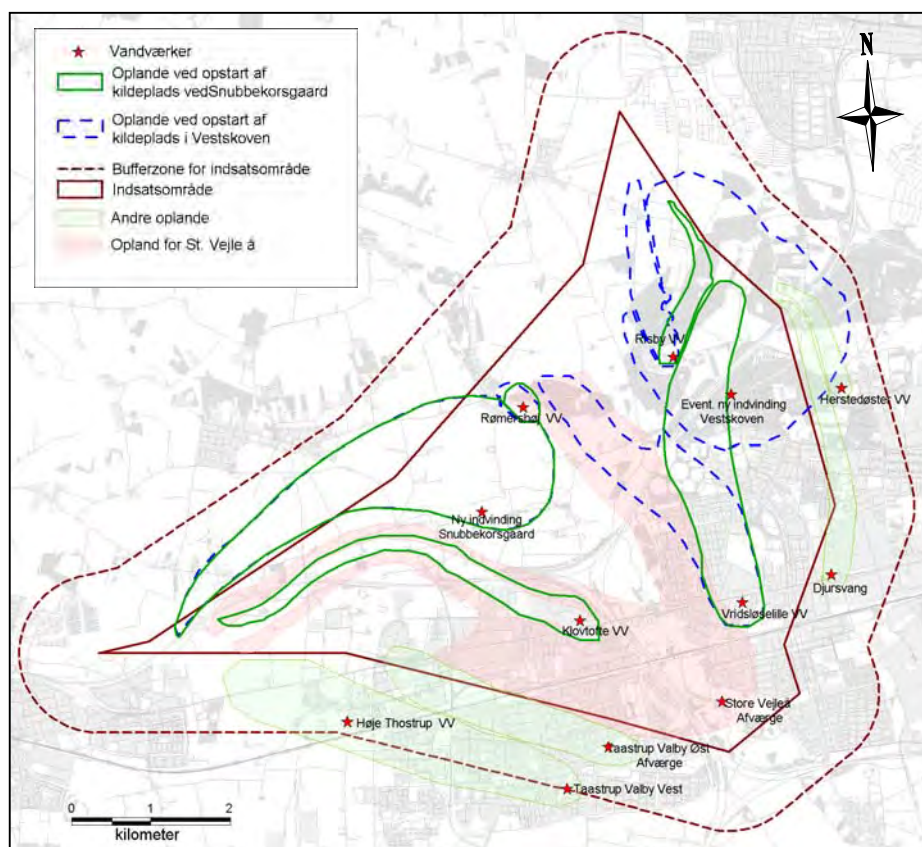 Vandværker
Oplande ved opstart af
kildeplads vedSnubbekorsgaard
Oplande ved opstart af
kildeplads i Vestskoven
Bufferzone for indsatsområde
Indsatsområde
Andre oplande
Opland for St. Vejle å
N
Risby VV
Event. ny indvinding
Vestskoven
Herstedøster VV
Rømershøj VV
Ny indvinding
Snubbekorsgaard
Djursvang
Vridsløselille VV
Klovtofte VV
Store Vejleå
Afværge
Høje Thostrup VV
Taastrup Valby Øst
Afværge
Taastrup Valby Vest
0 1 2
kilometer